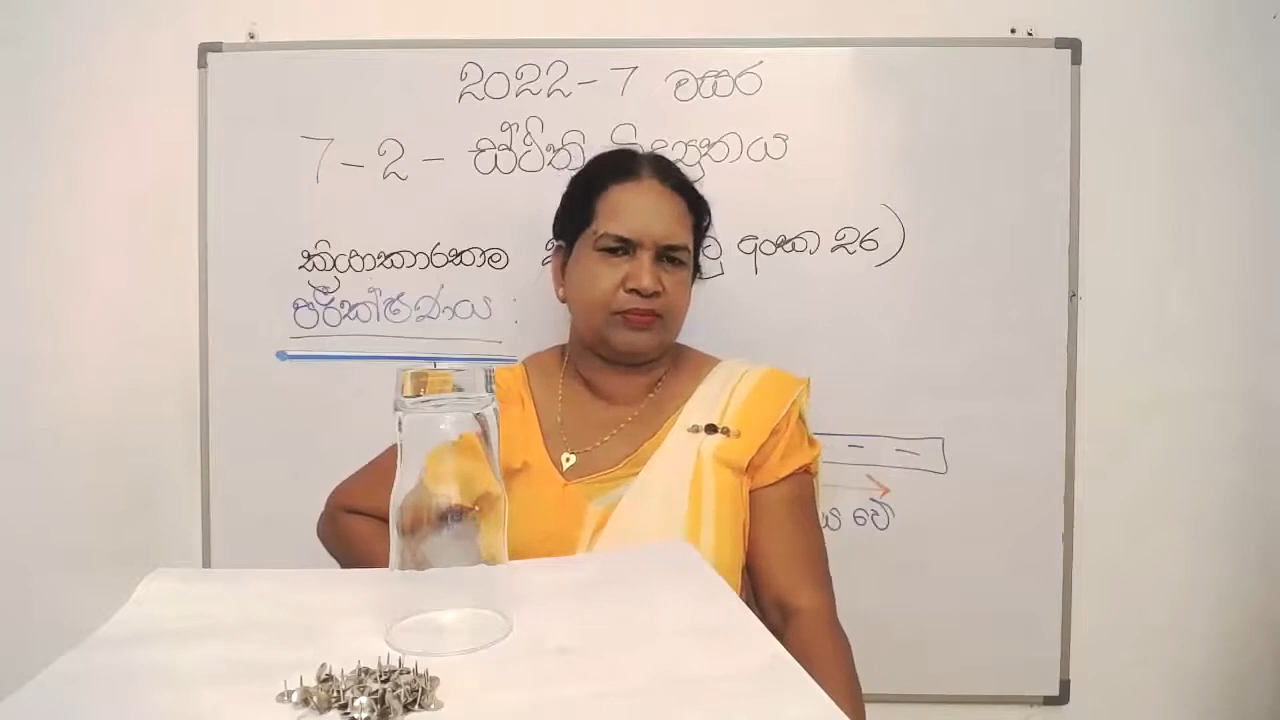 2022 - 7 වසර
7 - 2 - ස්ථිති විද්‍යුතය
ක්‍රියාකාරකම අංක 26)
පරීක්ෂණය :
- -
ය වේ